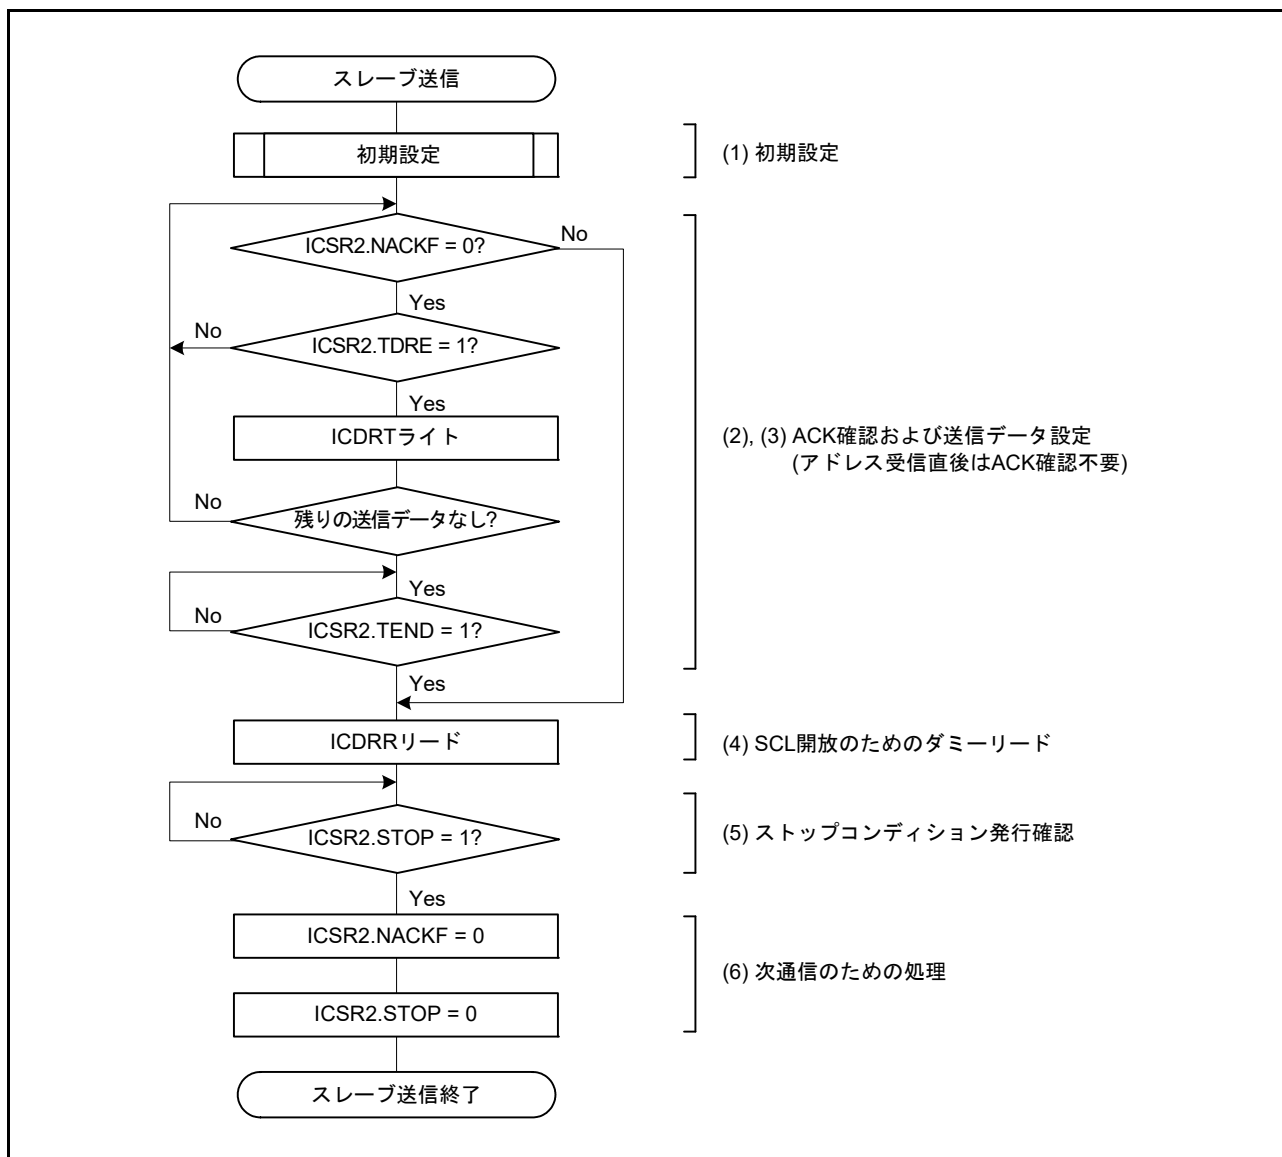 スレーブ送信
初期設定
(1) 初期設定
ICSR2.NACKF = 0?
No
Yes
No
ICSR2.TDRE = 1?
Yes
ICDRTライト
(2), (3) ACK確認および送信データ設定
(アドレス受信直後はACK確認不要)
No
残りの送信データなし?
Yes
No
ICSR2.TEND = 1?
Yes
ICDRRリード
(4) SCL開放のためのダミーリード
No
ICSR2.STOP = 1?
(5) ストップコンディション発行確認
Yes
ICSR2.NACKF = 0
(6) 次通信のための処理
ICSR2.STOP = 0
スレーブ送信終了